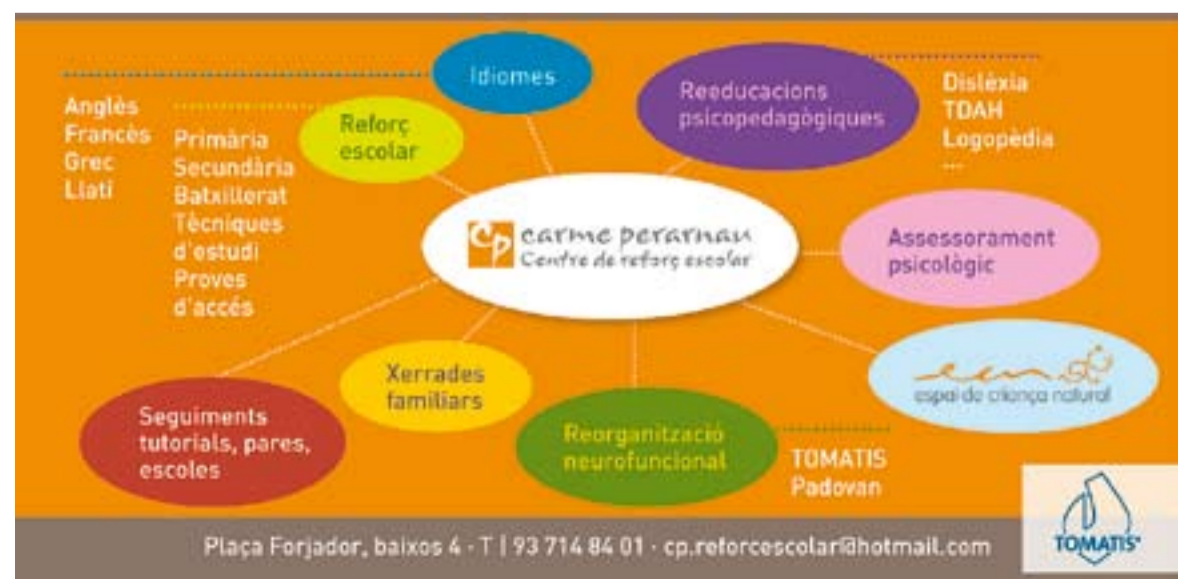 Idiomes
Anglès
Francès
Grec
Llatí
Reforç
escolar
Primària
Secundària
Batxillerat
Tècniques
d'estudi
Proves
d'accés
Reeducacions
psicopedagògiques
Dislèxia
TDAH
Logopèdia
...
cp carme perarnau
Centre de reforç escolar
Assessorament
psicològic
espai de criança natural
Xerrades
familiars
Seguiments
tutorials, pares,
escoles
Reorganització
neurofuncional
TOMATIS
Padovan
TOMATIS®
Plaça Forjador, baixos 4 · T | 93 714 84 01 · cp.reforcescolar@hotmail.com